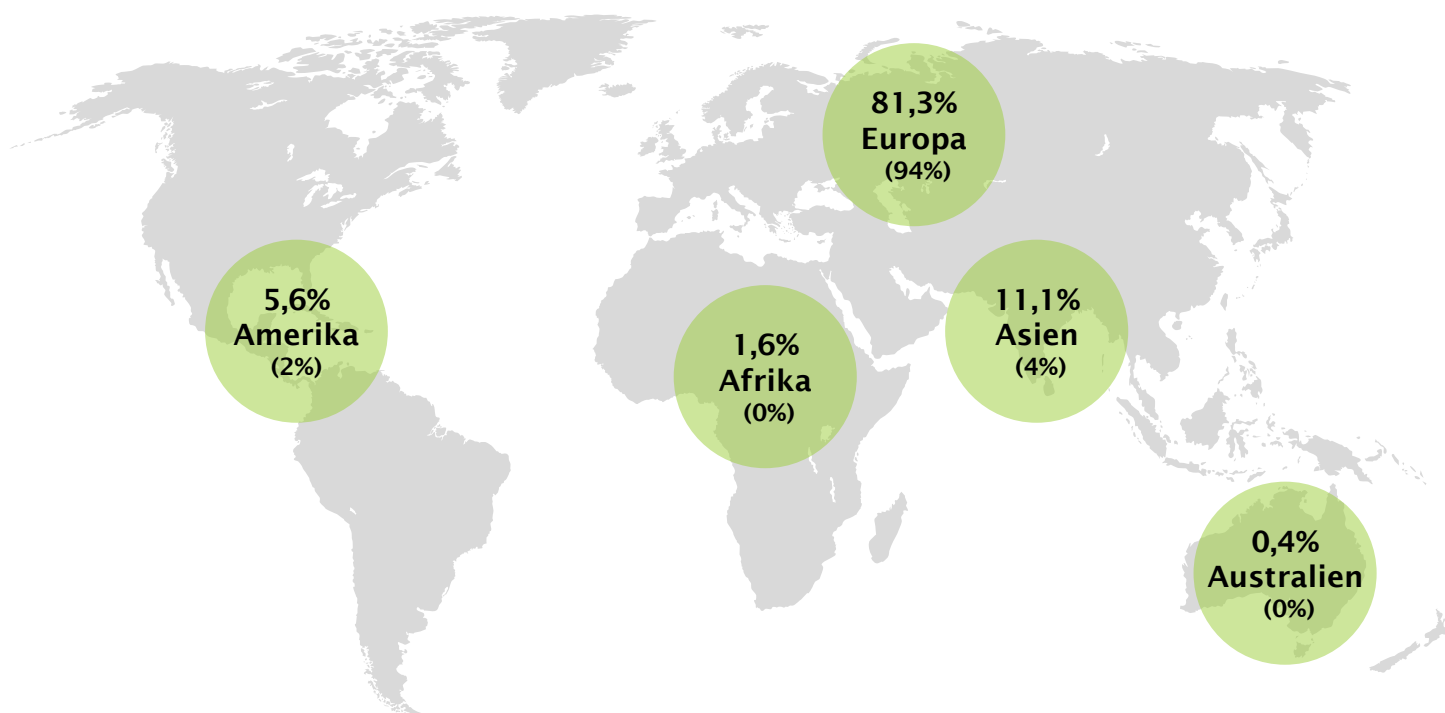 81,3%
Europa
(94%)
5,6%
Amerika
(2%)
1,6%
Afrika
(0%)
11,1%
Asien
(4%)
0,4%
Australien
(0%)